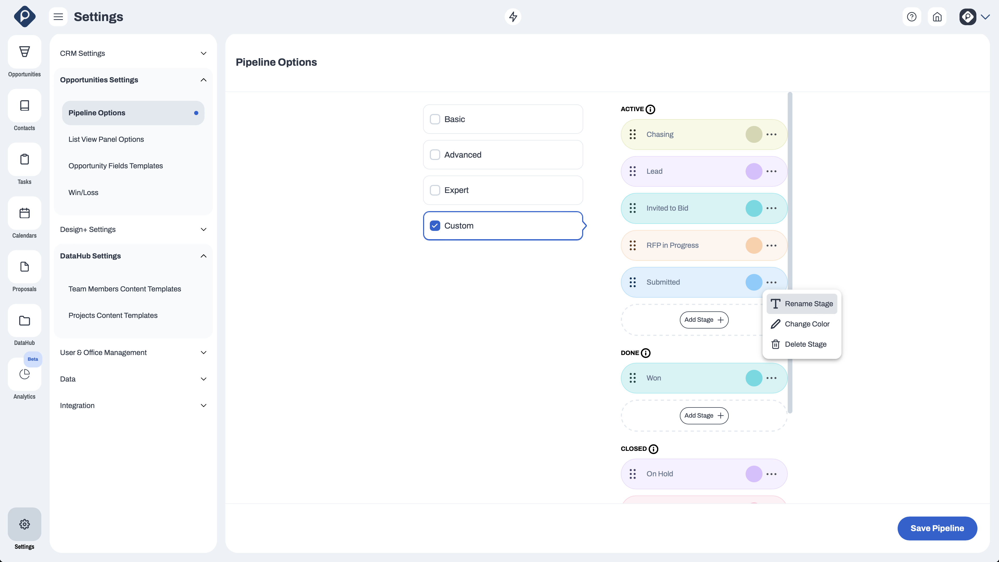 Settings
Opportunities
Contacts
Tasks
Calendars
Proposals
DataHub
Beta
Analytics
Settings
CRM Settings
Opportunities Settings
Pipeline Options
List View Panel Options
Opportunity Fields Templates
Win/Loss
Design+ Settings
DataHub Settings
Team Members Content Templates
Projects Content Templates
User & Office Management
Data
Integration
Pipeline Options
Basic
Advanced
Expert
Custom
ACTIVE
Chasing
Lead
Invited to Bid
RFP in Progress
Submitted
Add Stage
Rename Stage
Change Color
Delete Stage
DONE
Won
Add Stage
CLOSED
On Hold
Save Pipeline